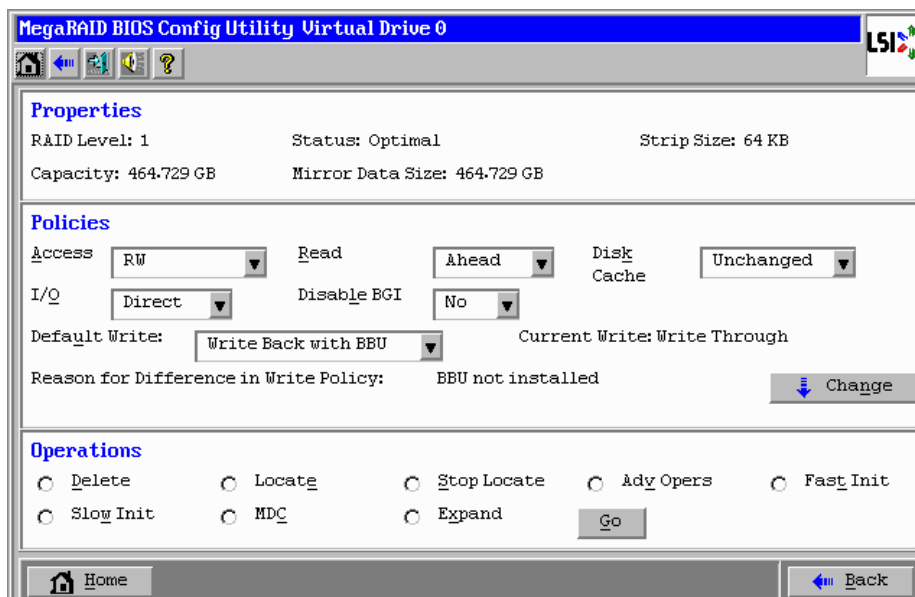 MegaRAID BIOS Config Utility Virtual Drive 0
LSI
Properties
RAID Level: 1 Status: Optimal Strip Size: 64 KB
Capacity: 464.729 GB Mirror Data Size: 464.729 GB
Policies
Access RW Read Ahead Disk Cache Unchanged
I/O Direct Disable BGI No
Default Write: Write Back with BBU Current Write: Write Through
Reason for Difference in Write Policy: BBU not installed Change
Operations
Delete Locate Stop Locate Adv Opers Fast Init
Slow Init MDC Expand Go
Home Back